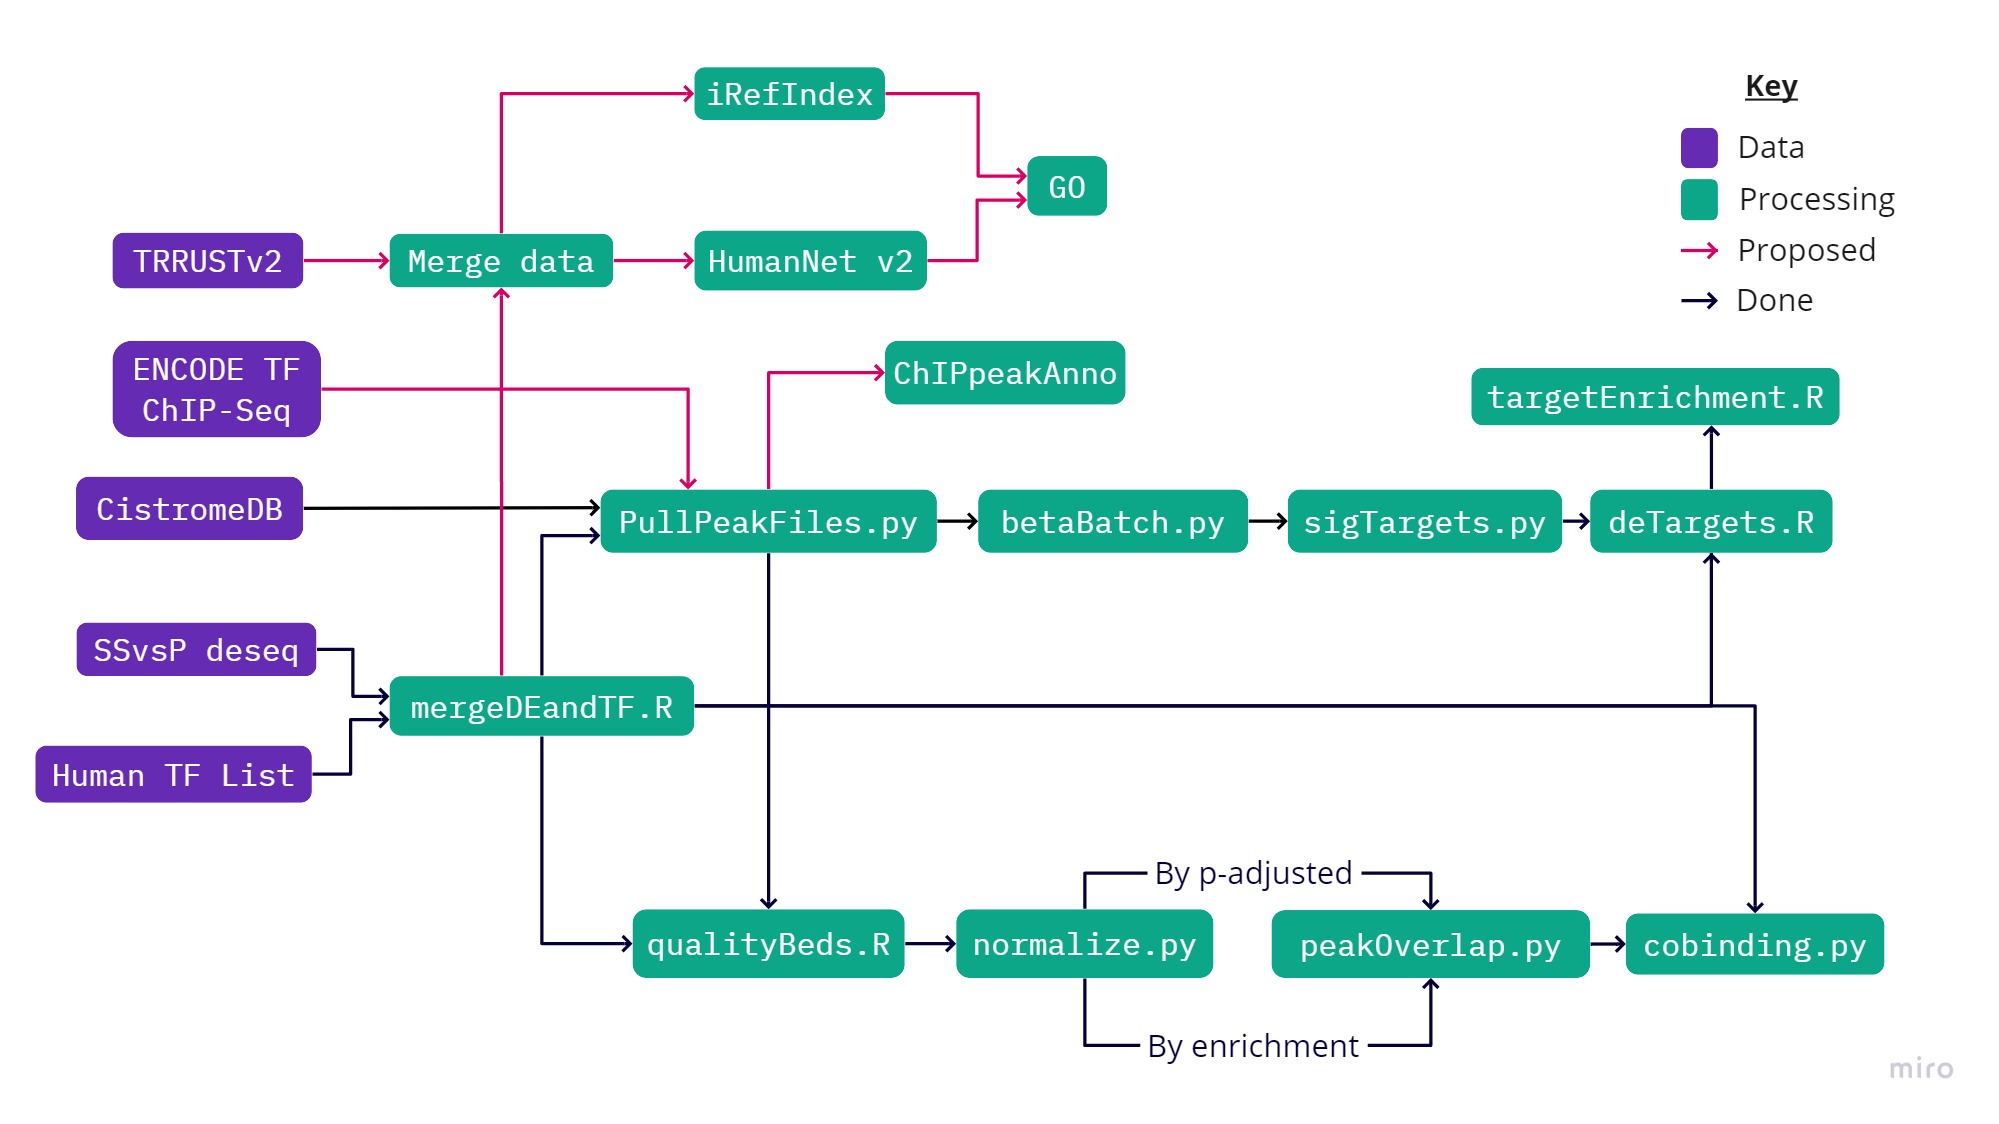 iRefIndex
GO
TRRUSTv2
Merge data
HumanNet v2
Key
Data
Processing
Proposed
Done
ENCODE TF
ChIP-Seq
ChIPpeakAnno
targetEnrichment.R
CistromeDB
PullPeakFiles.py
betaBatch.py
sigTargets.py
deTargets.R
SSvsP deseq
mergeDEandTF.R
Human TF List
By p-adjusted
qualityBeds.R
normalize.py
peakOverlap.py
cobinding.py
By enrichment
miro